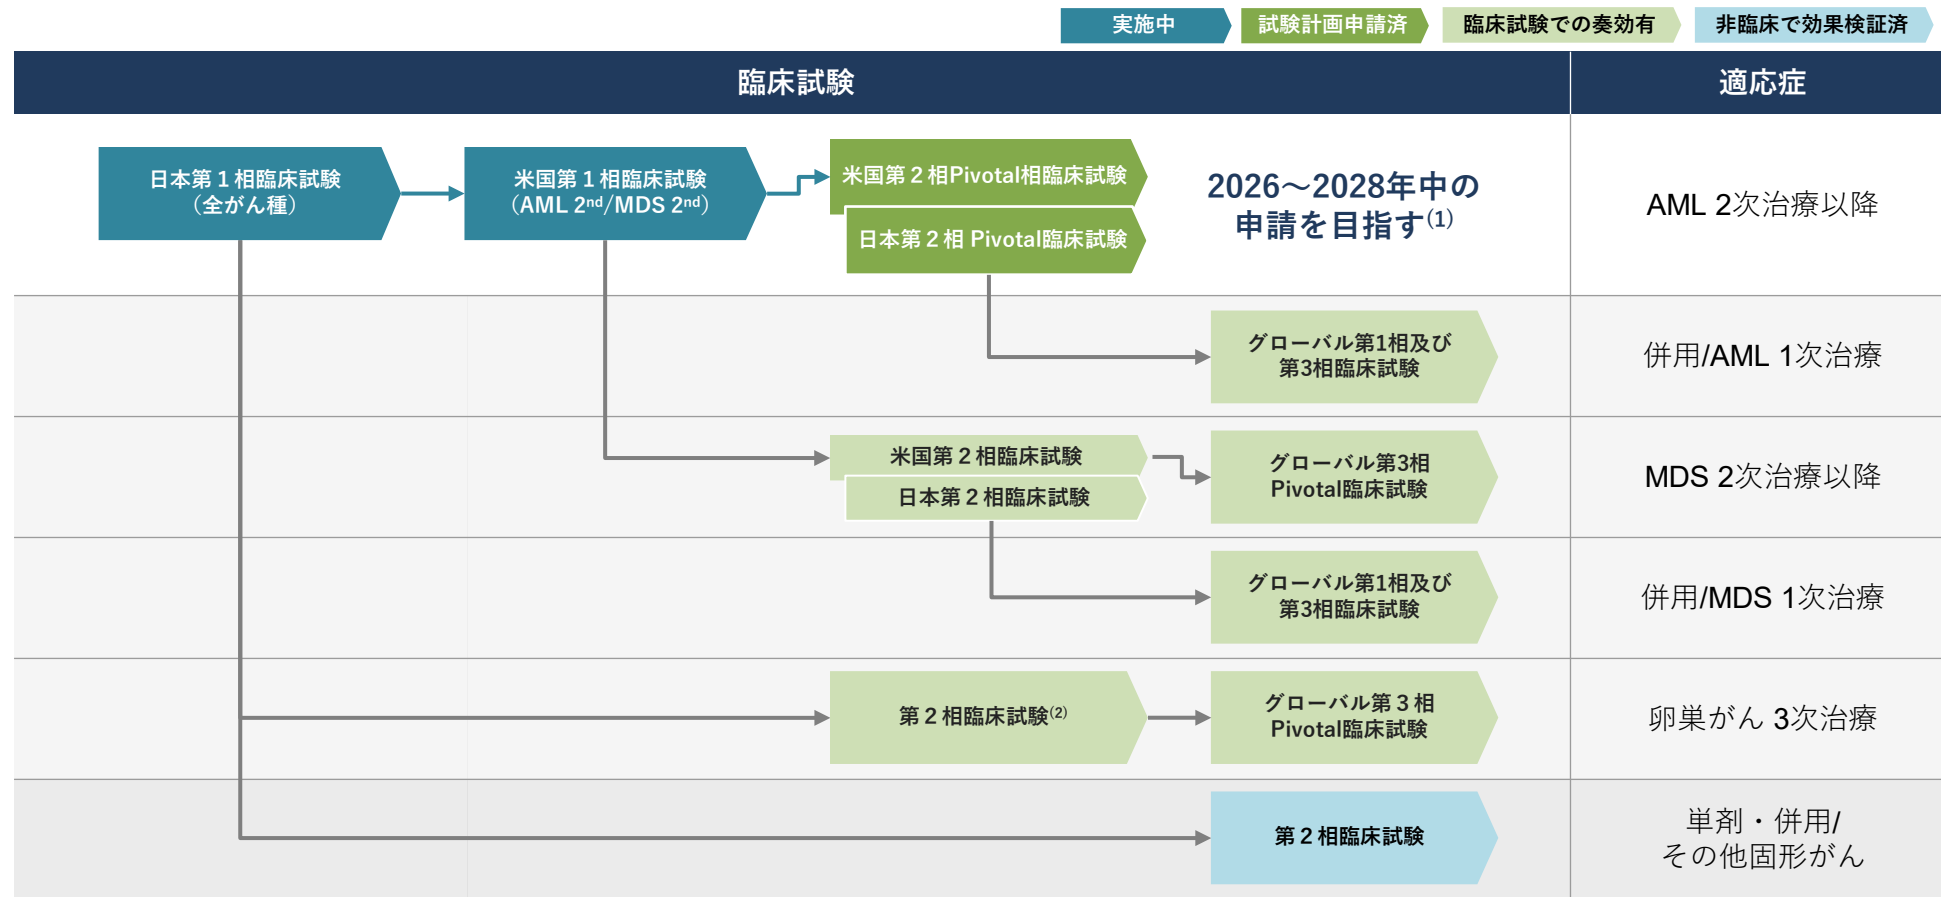 実施中
試験計画申請済
臨床試験での奏効有
非臨床で効果検証済
臨床試験
適応症
日本第1相臨床試験
（全がん種）
米国第1相臨床試験
（AML 2nd/MDS 2nd）
米国第2相Pivotal相臨床試験
日本第2相 Pivotal臨床試験
2026～2028年中の
申請を目指す(1)
AML 2次治療以降
グローバル第1相及び
第3相臨床試験
併用/AML 1次治療
米国第2相臨床試験
日本第2相臨床試験
グローバル第3相
Pivotal臨床試験
MDS 2次治療以降
グローバル第1相及び
第3相臨床試験
併用/MDS 1次治療
第2相臨床試験(2)
グローバル第3相
Pivotal臨床試験
卵巣がん 3次治療
第2相臨床試験
単剤・併用/
その他固形がん